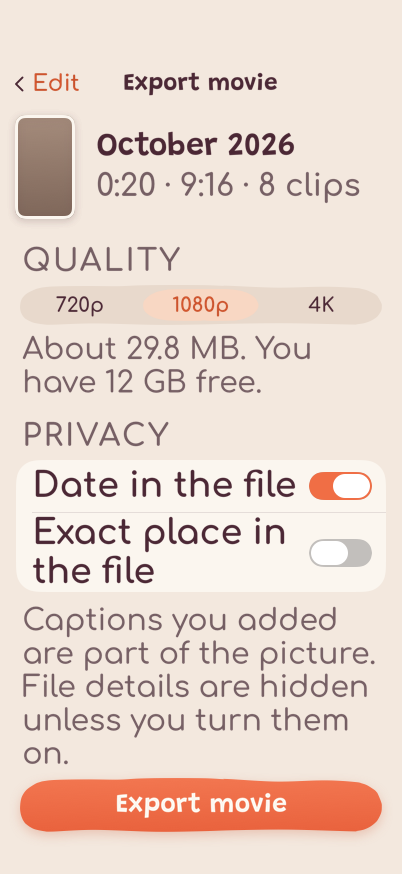 Edit
Export movie
October 2026
0:20 · 9:16 · 8 clips
QUALITY
720p
1080p
4K
About 29.8 MB. You
have 12 GB free.
PRIVACY
Date in the file
Exact place in
the file
Captions you added
are part of the picture.
File details are hidden
unless you turn them
on.
Export movie